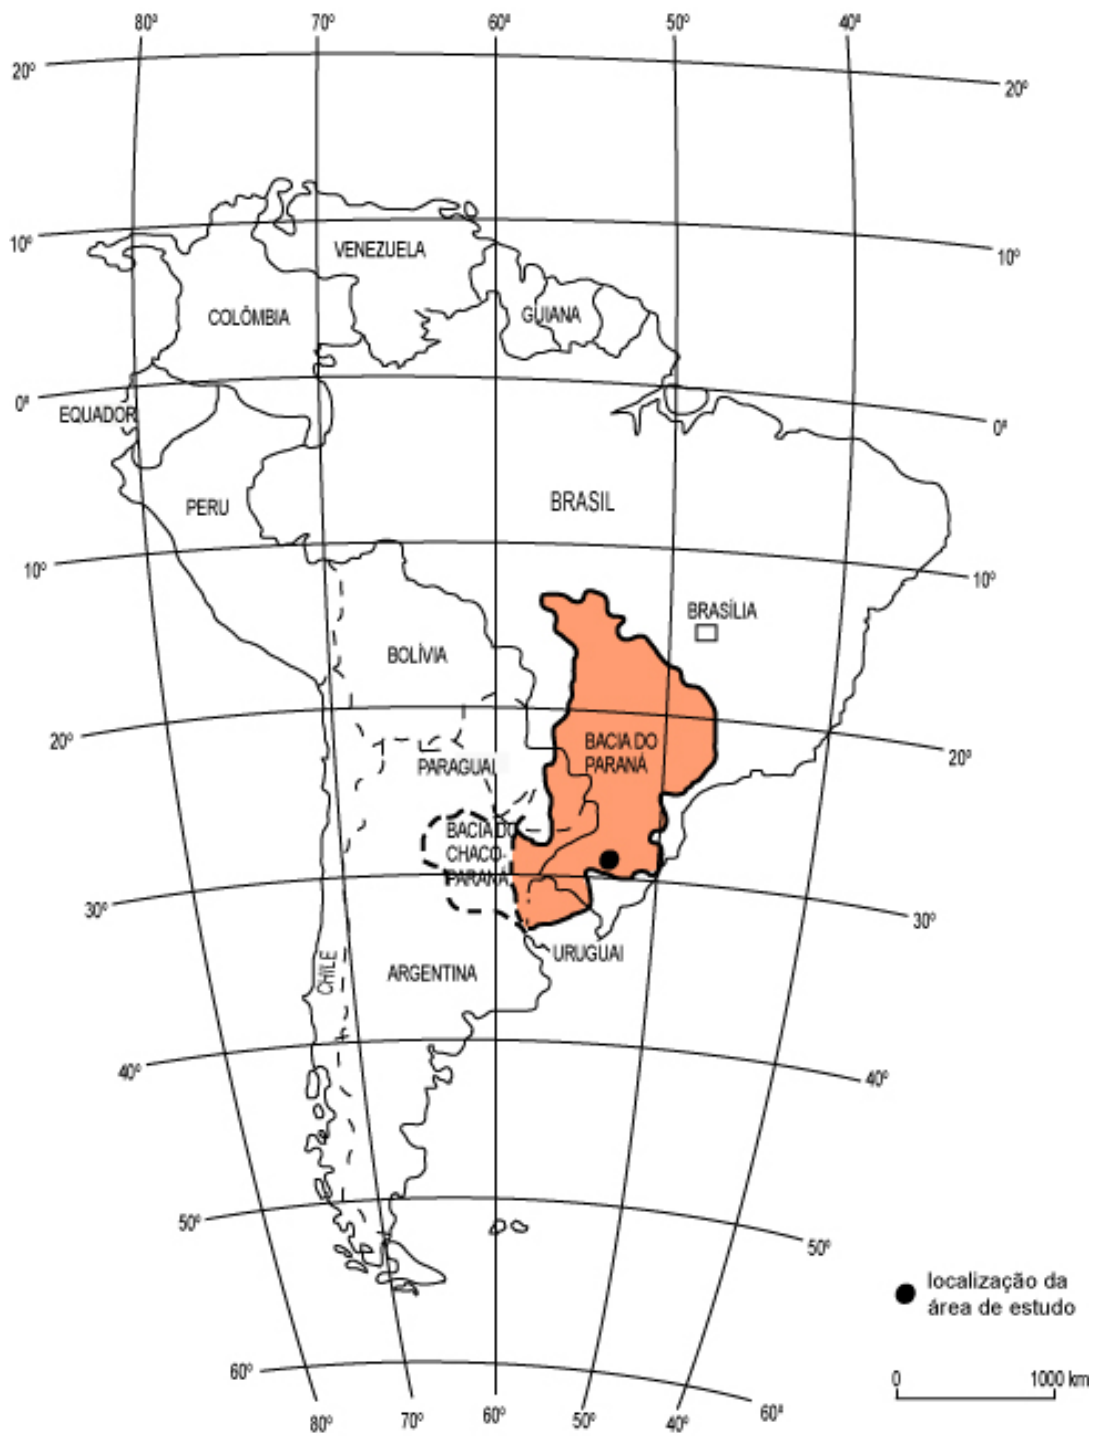 80º 70º 60º 50º 40º
20º
20º
10º
10º
VENEZUELA
COLÔMBIA
GUIANA
0º
0º
EQUADOR
PERU
BRASIL
10º
10º
BRASÍLIA
BOLÍVIA
20º
20º
BACIA DO
PARANÁ
PARAGUAI
BACIA DO
CHACO-
PARANÁ
30º
30º
CHILE
ARGENTINA
URUGUAI
40º
40º
50º
50º
localização da
área de estudo
60º
60º
0 1000 km
80º 70º 60º 50º 40º